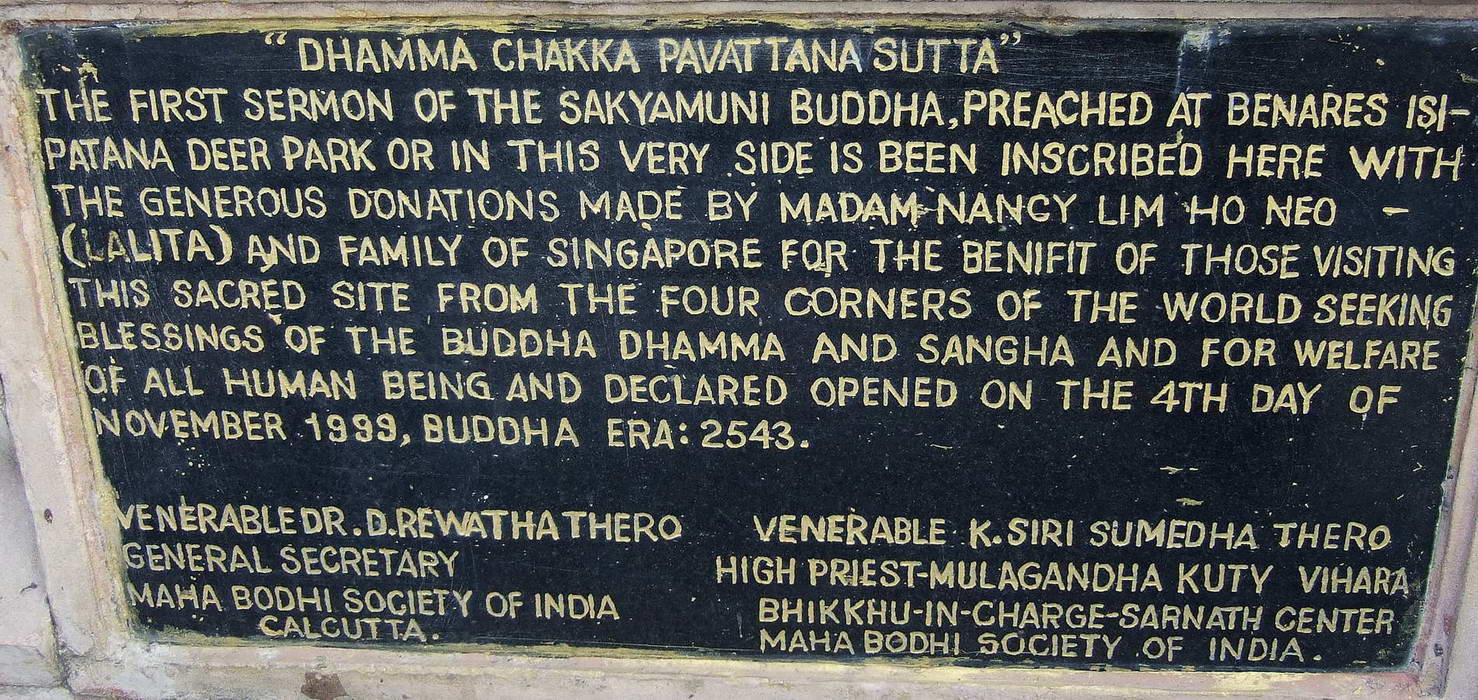 “DHAMMA CHAKKA PAVATTANA SUTTA”
THE FIRST SERMON OF THE SAKYAMUNI BUDDHA, PREACHED AT BENARES ISI-
PATANA DEER PARK OR IN THIS VERY SIDE IS BEEN INSCRIBED HERE WITH
THE GENEROUS DONATIONS MADE BY MADAM NANCY LIM HO NEO -
(LALITA) AND FAMILY OF SINGAPORE FOR THE BENIFIT OF THOSE VISITING
THIS SACRED SITE FROM THE FOUR CORNERS OF THE WORLD SEEKING
BLESSINGS OF THE BUDDHA DHAMMA AND SANGHA AND FOR WELFARE
OF ALL HUMAN BEING AND DECLARED OPENED ON THE 4TH DAY OF
NOVEMBER 1999, BUDDHA ERA: 2543.
VENERABLE DR. D. REWATHA THERO
GENERAL SECRETARY
MAHA BODHI SOCIETY OF INDIA
CALCUTTA.
VENERABLE K. SIRI SUMEDHA THERO
HIGH PRIEST-MULAGANDHA KUTY VIHARA
BHIKKHU-IN-CHARGE-SARNATH CENTER
MAHA BODHI SOCIETY OF INDIA.